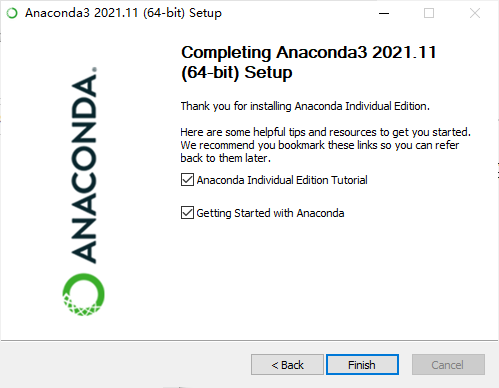 Anaconda3 2021.11 (64-bit) Setup
Completing Anaconda3 2021.11
(64-bit) Setup
Thank you for installing Anaconda Individual Edition.
Here are some helpful tips and resources to get you started.
We recommend you bookmark these links so you can refer
back to them later.
Anaconda Individual Edition Tutorial
Getting Started with Anaconda
ANACONDA.
< Back
Finish
Cancel